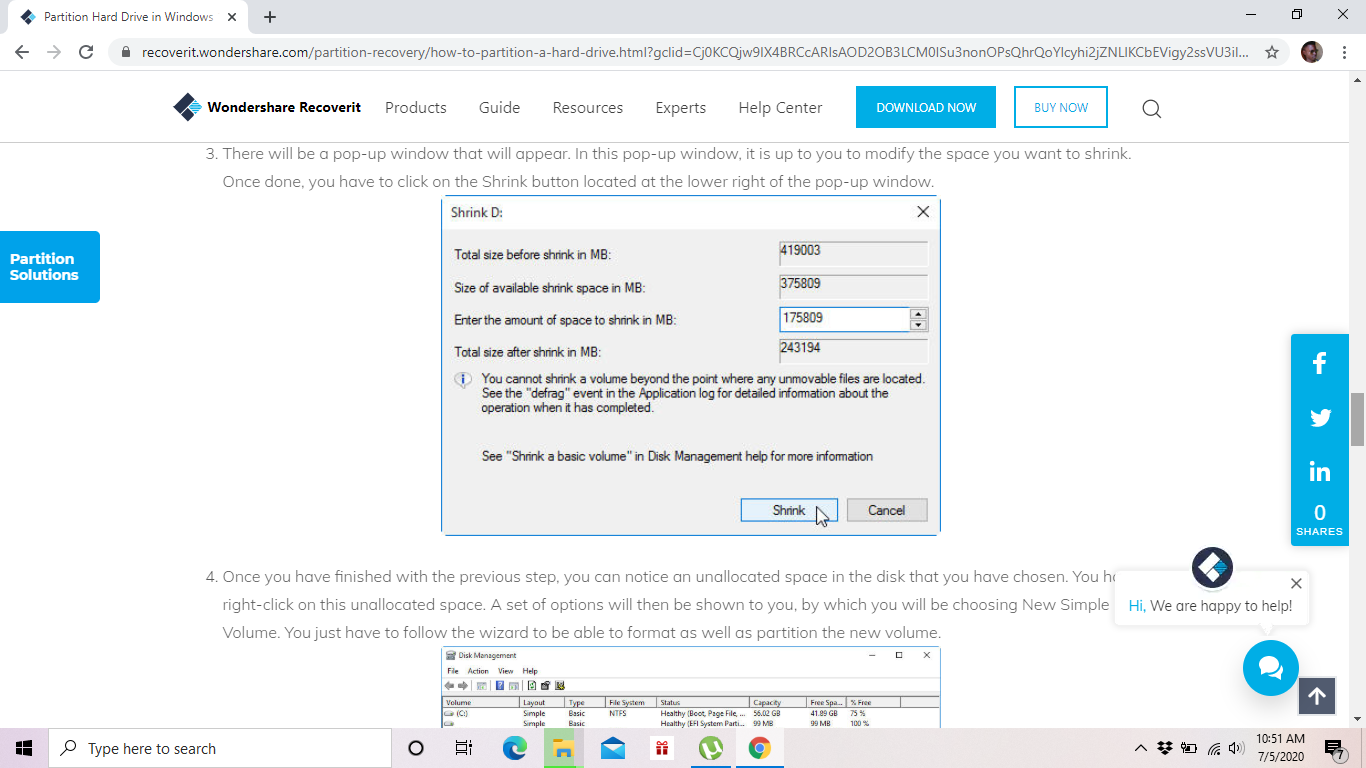 Partition Hard Drive in Windows
recoverit.wondershare.com/partition-recovery/how-to-partition-a-hard-drive.html?gclid=
Wondershare Recoverit
Products
Guide
Resources
Experts
Help Center
DOWNLOAD NOW
BUY NOW
3. There will be a pop-up window that will appear. In this pop-up window, it is up to you to modify the space you want to shrink.
Once done, you have to click on the Shrink button located at the lower right of the pop-up window.
Partition
Solutions
Shrink D:
Total size before shrink in MB: 419003
Size of available shrink space in MB: 375809
Enter the amount of space to shrink in MB: 175809
Total size after shrink in MB: 243194
You cannot shrink a volume beyond the point where any unmovable files are located.
See the "defrag" event in the Application log for detailed information about the
operation when it has completed.
See "Shrink a basic volume" in Disk Management help for more information
Shrink
Cancel
0
SHARES
4. Once you have finished with the previous step, you can notice an unallocated space in the disk that you have chosen. You
right-click on this unallocated space. A set of options will then be shown to you, by which you will be choosing New Simple
Volume. You just have to follow the wizard to be able to format as well as partition the new volume.
Hi, We are happy to help!
Disk Management
File Action View Help
Volume Layout Type File System Status Capacity Free Spa... % Free
(C:) Simple Basic NTFS Healthy (Boot, Page File, ... 56.02 GB 41.89 GB 75 %
Simple Basic Healthy (EFI System Parti... 99 MB 99 MB 100 %
Type here to search
10:51 AM
7/5/2020
7